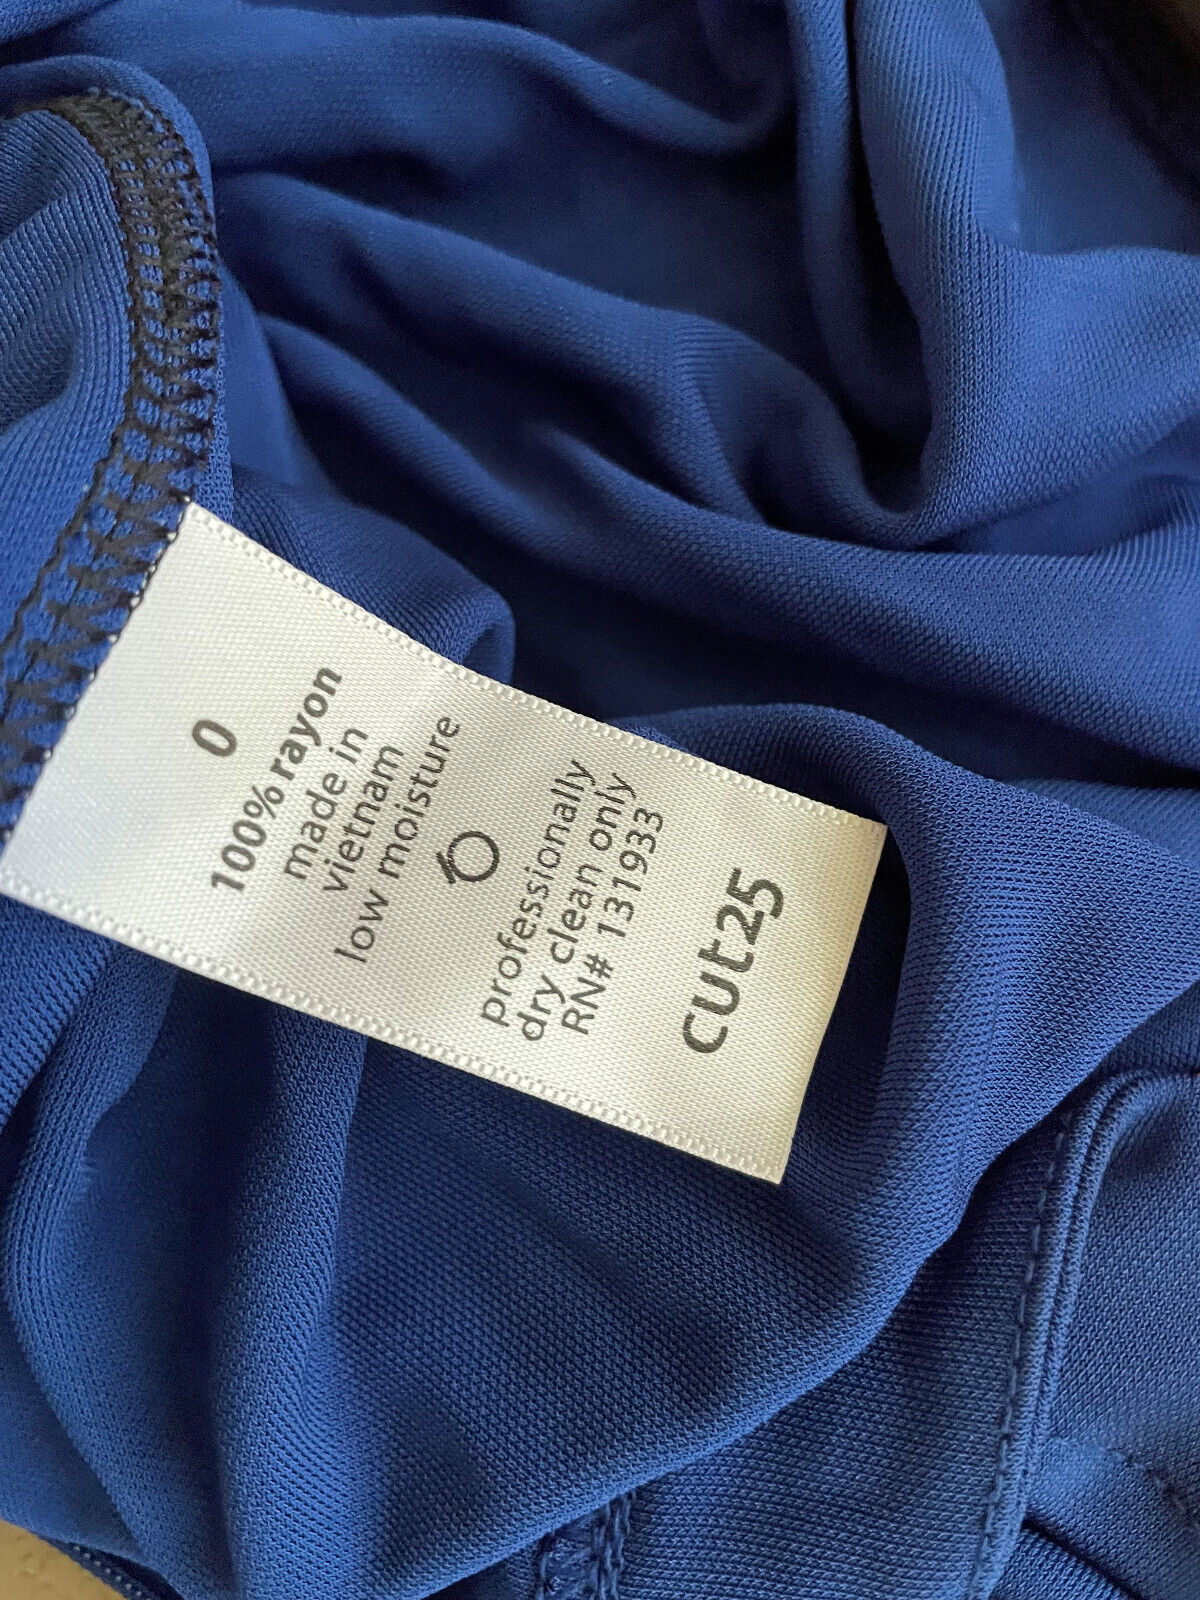 0
100% rayon
made in
vietnam
low moisture
professionally
dry clean only
RN# 131933
cut25